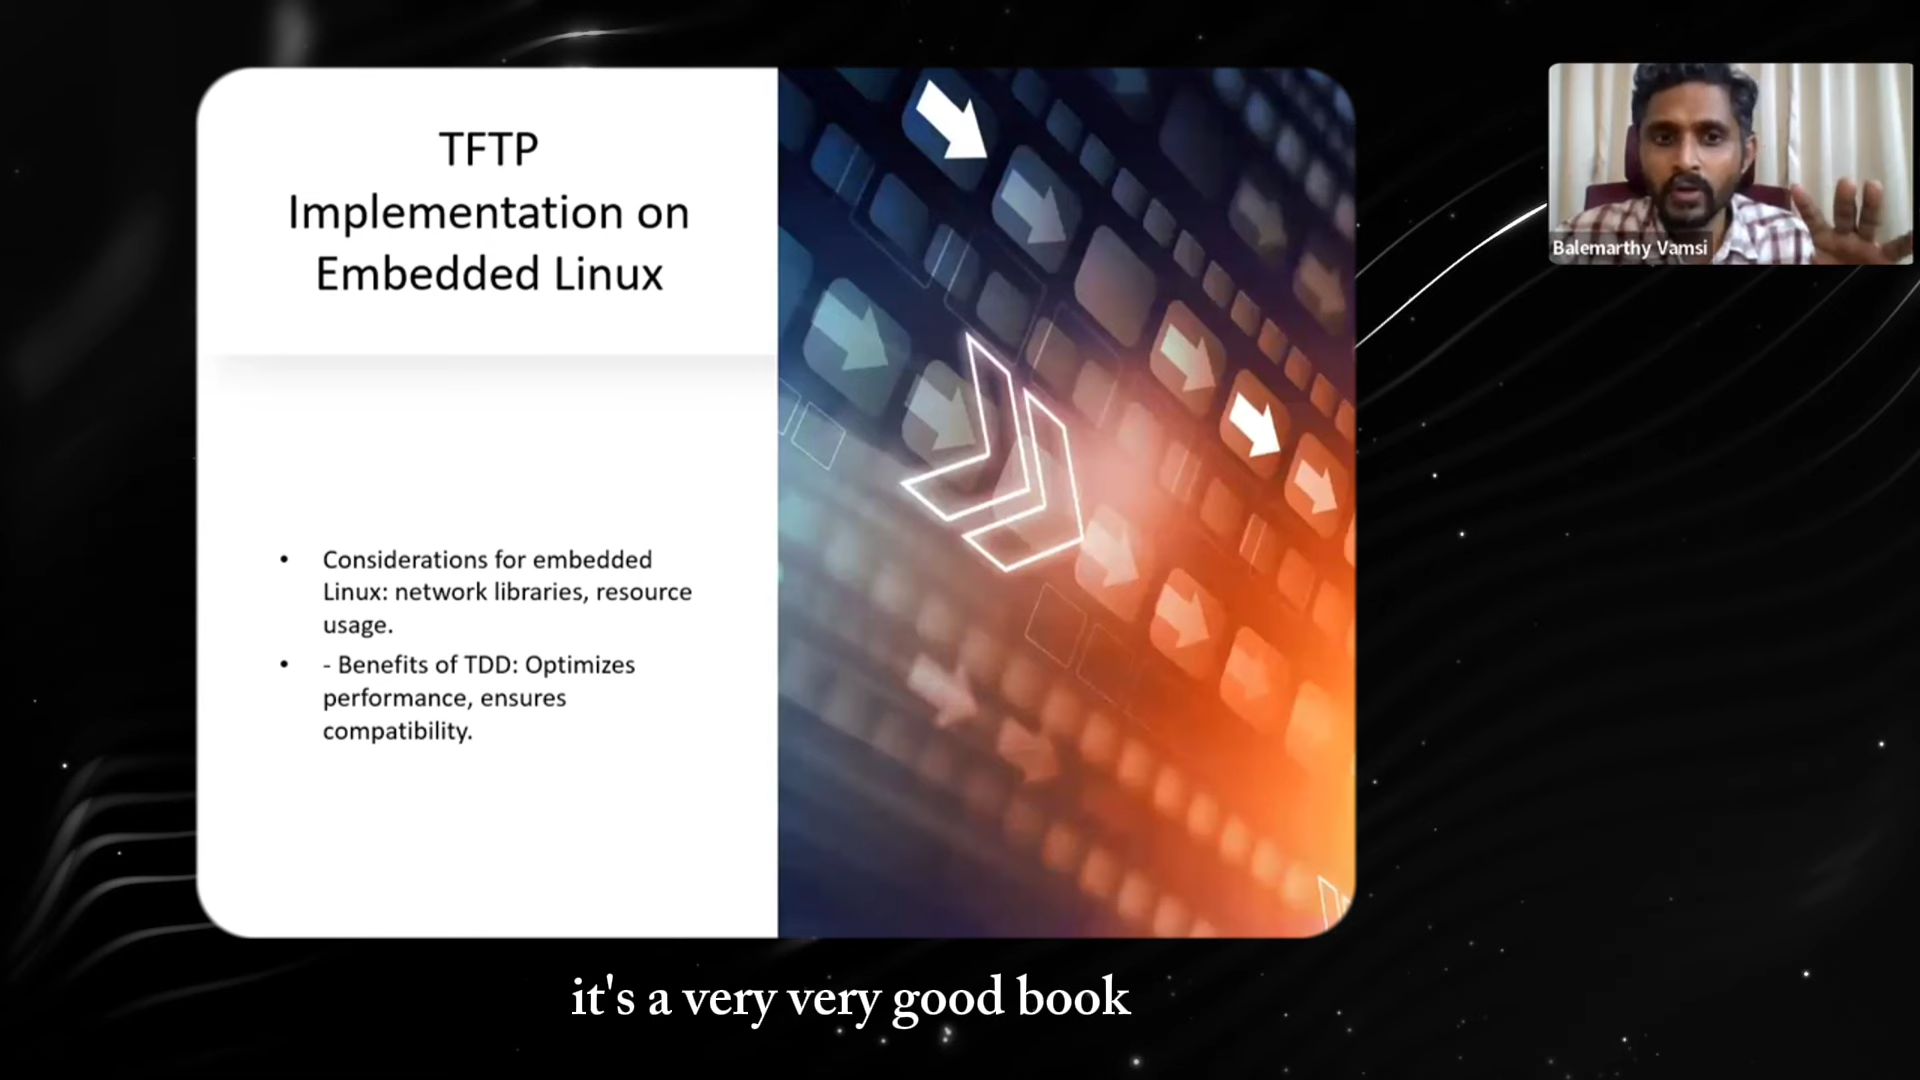 TFTP
Implementation on
Embedded Linux
• Considerations for embedded
Linux: network libraries, resource
usage.
• - Benefits of TDD: Optimizes
performance, ensures
compatibility.
Balemarthy Vamsi
it's a very very good book